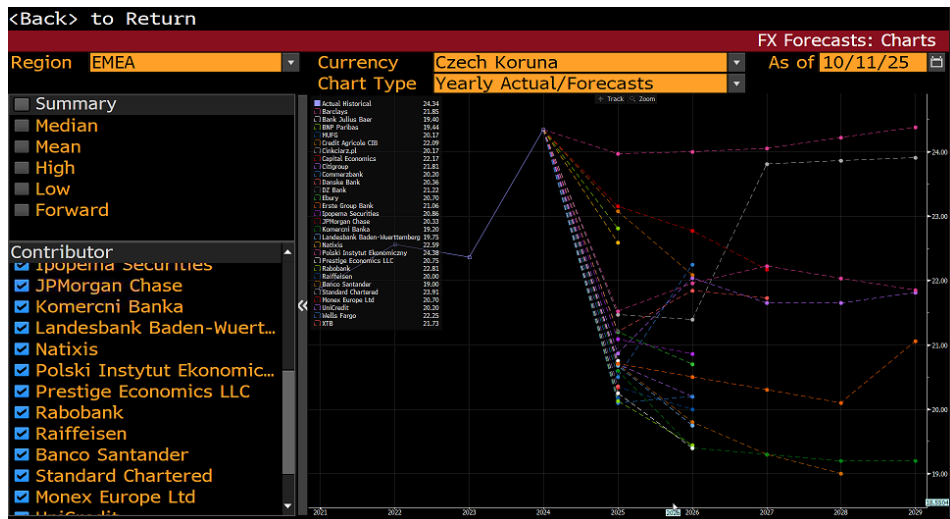 <Back> to Return
FX Forecasts: Charts
Region EMEA Currency Czech Koruna As of 10/11/25
Chart Type Yearly Actual/Forecasts
Track Zoom
Summary
Median
Mean
High
Low
Forward
Contributor
Ipopema Securities
JPMorgan Chase
Komercni Banka
Landesbank Baden-Wuert...
Natixis
Polski Instytut Ekonomic...
Prestige Economics LLC
Rabobank
Raiffeisen
Banco Santander
Standard Chartered
Monex Europe Ltd
UniCredit
Actual Historical 24.34
Barclays 21.85
Bank Julius Baer 19.40
BNP Paribas 19.44
MUFG 20.17
Credit Agricole CIB 22.09
Cinkciarz.pl 20.17
Capital Economics 22.17
Citigroup 21.81
Commerzbank 20.20
Danske Bank 20.36
DZ Bank 21.22
Ebury 20.70
Erste Group Bank 21.06
Ipopema Securities 20.86
JPMorgan Chase 20.33
Komercni Banka 19.20
Landesbank Baden-Wuerttemberg 19.75
Natixis 22.59
Polski Instytut Ekonomiczny 24.38
Prestige Economics LLC 20.75
Rabobank 22.81
Raiffeisen 20.00
Banco Santander 19.00
Standard Chartered 23.91
Monex Europe Ltd 20.70
UniCredit 20.20
Wells Fargo 22.25
XTB 21.73
24.00
23.00
22.00
21.00
20.00
19.00
18.5504
2021 2022 2023 2024 2025 2025 2026 2027 2028 2029